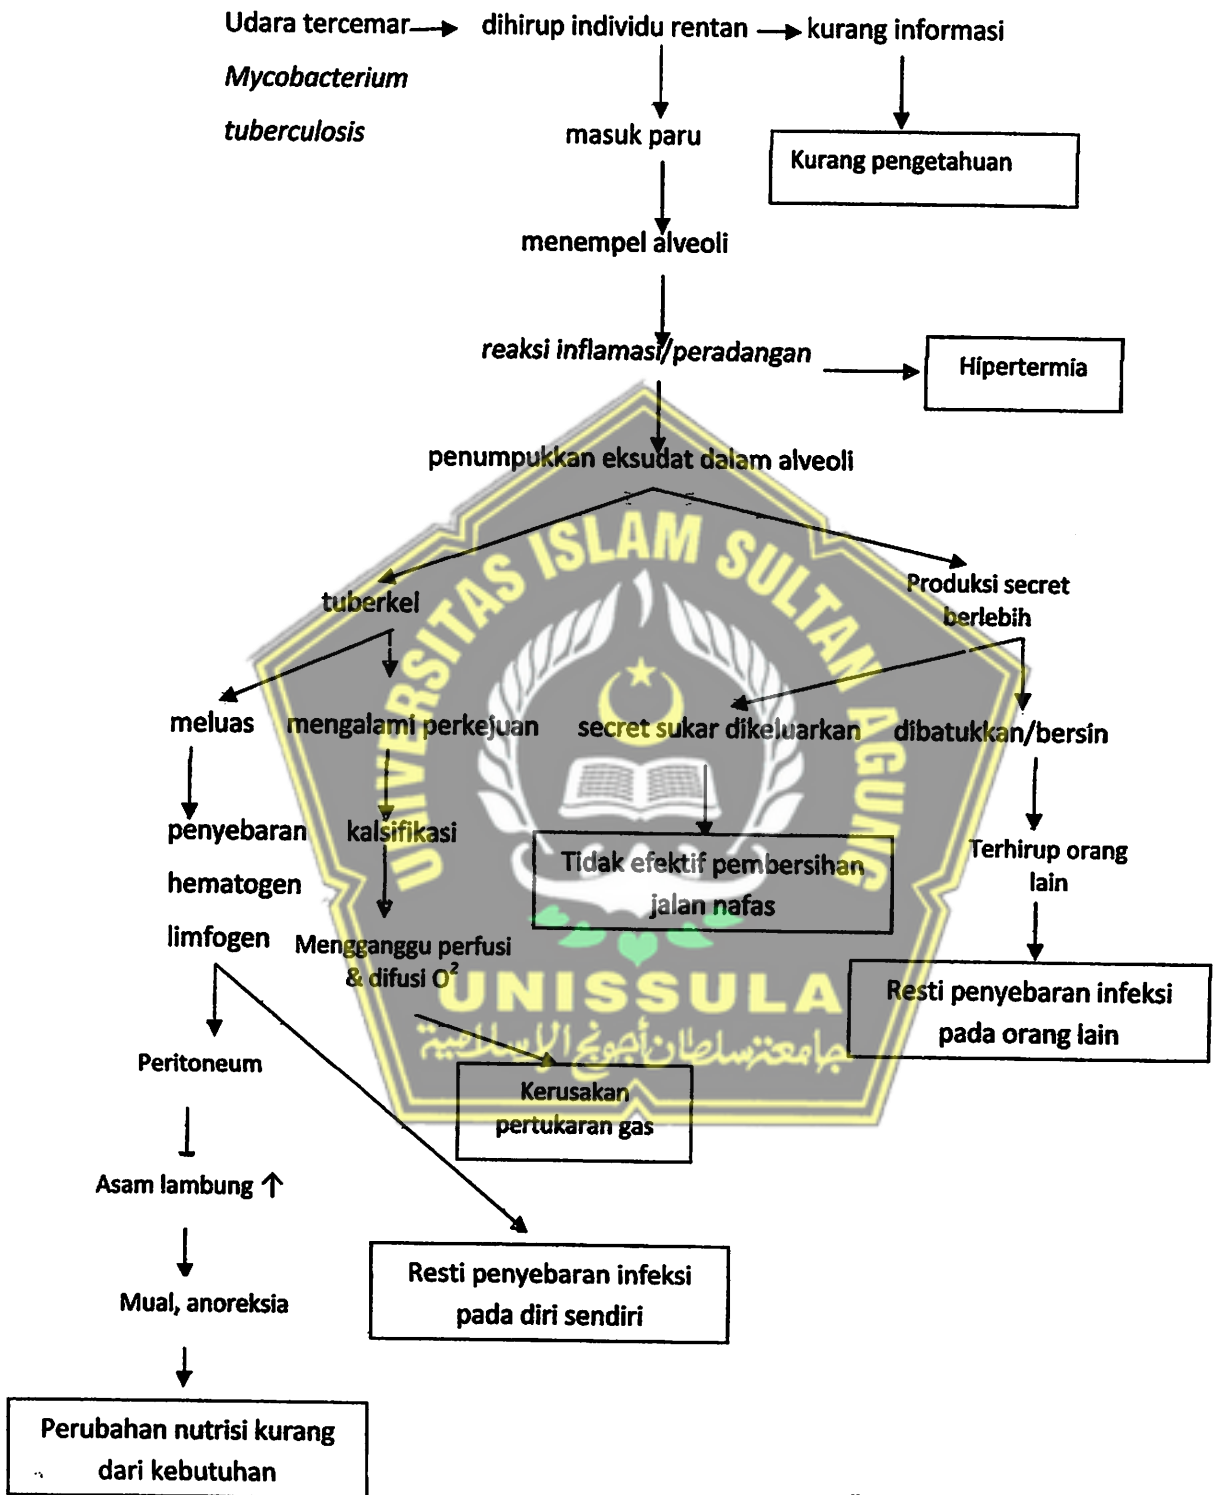 Udara tercemar dihirup individu rentan kurang informasi
Mycobacterium
tuberculosis
masuk paru
Kurang pengetahuan
menempel alveoli
reaksi inflamasi/peradangan
Hipertermia
penumpukkan eksudat dalam alveoli
UNIVERSITAS ISLAM SULTAN AGUNG
tuberkel
Produksi secret
berlebih
meluas
mengalami perkejuan
secret sukar dikeluarkan
dibatukkan/bersin
penyebaran
hematogen
limfogen
kalsifikasi
Tidak efektif pembersihan
jalan nafas
Terhirup orang
lain
Mengganggu perfusi
& difusi O²
UNISSULA
جامعتسلطان أجونج الإسلامية
Resti penyebaran infeksi
pada orang lain
Peritoneum
Kerusakan
pertukaran gas
Asam lambung ↑
Resti penyebaran infeksi
pada diri sendiri
Mual, anoreksia
Perubahan nutrisi kurang
dari kebutuhan